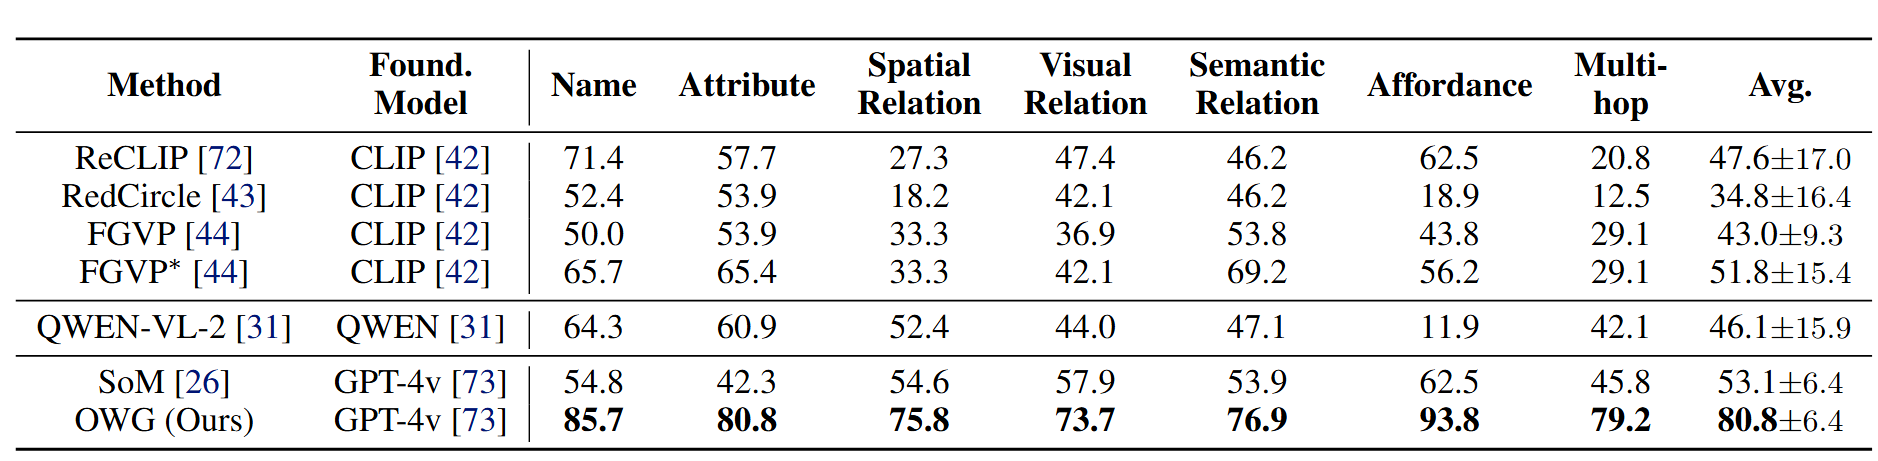 Method Found. Model Name Attribute Spatial Relation Visual Relation Semantic Relation Affordance Multi-hop Avg.
ReCLIP [72] CLIP [42] 71.4 57.7 27.3 47.4 46.2 62.5 20.8 47.6±17.0
RedCircle [43] CLIP [42] 52.4 53.9 18.2 42.1 46.2 18.9 12.5 34.8±16.4
FGVP [44] CLIP [42] 50.0 53.9 33.3 36.9 53.8 43.8 29.1 43.0±9.3
FGVP* [44] CLIP [42] 65.7 65.4 33.3 42.1 69.2 56.2 29.1 51.8±15.4
QWEN-VL-2 [31] QWEN [31] 64.3 60.9 52.4 44.0 47.1 11.9 42.1 46.1±15.9
SoM [26] GPT-4v [73] 54.8 42.3 54.6 57.9 53.9 62.5 45.8 53.1±6.4
OWG (Ours) GPT-4v [73] 85.7 80.8 75.8 73.7 76.9 93.8 79.2 80.8±6.4